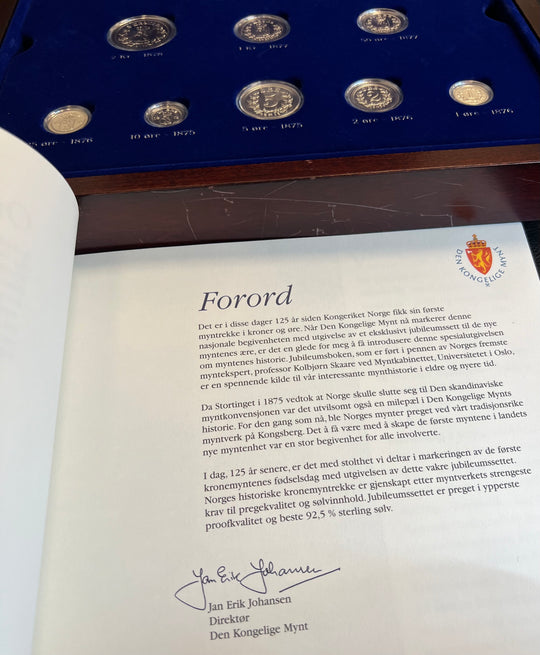 2 Kr - 1878
1 Kr - 1877
50 øre - 1877
25 øre - 1876
10 øre - 1875
5 øre - 1875
2 øre - 1876
1 øre - 1876
DEN KONGELIGE MYNT
Forord
Det er i disse dager 125 år siden Kongeriket Norge fikk sin første
myntrekke i kroner og øre. Når Den Kongelige Mynt nå markerer denne
nasjonale begivenheten med utgivelse av et eksklusivt jubileumssett til de nye
myntenes ære, er det en glede for meg å få introdusere denne spesialutgivelsen
om myntenes historie. Jubileumsboken, som er ført i pennen av Norges fremste
myntekspert, professor Kolbjørn Skaare ved Myntkabinettet, Universitetet i Oslo,
er en spennende kilde til vår interessante mynthistorie i eldre og nyere tid.
Da Stortinget i 1875 vedtok at Norge skulle slutte seg til Den skandinaviske
myntkonvensjonen var det utvilsomt også en milepæl i Den Kongelige Mynts
historie. For den gang som nå, ble Norges mynter preget ved vårt tradisjonsrike
myntverk på Kongsberg. Det å få være med å skape de første myntene i landets
nye myntenhet var en stor begivenhet for alle involverte.
I dag, 125 år senere, er det med stolthet vi deltar i markeringen av de første
kronemyntenes fødselsdag med utgivelsen av dette vakre jubileumssettet.
Norges historiske kronemyntrekke er gjenskapt etter myntverkets strengeste
krav til pregekvalitet og sølvinnhold. Jubileumssettet er preget i ypperste
proofkvalitet og beste 92,5 % sterling sølv.
Jan Erik Johansen
Jan Erik Johansen
Direktør
Den Kongelige Mynt